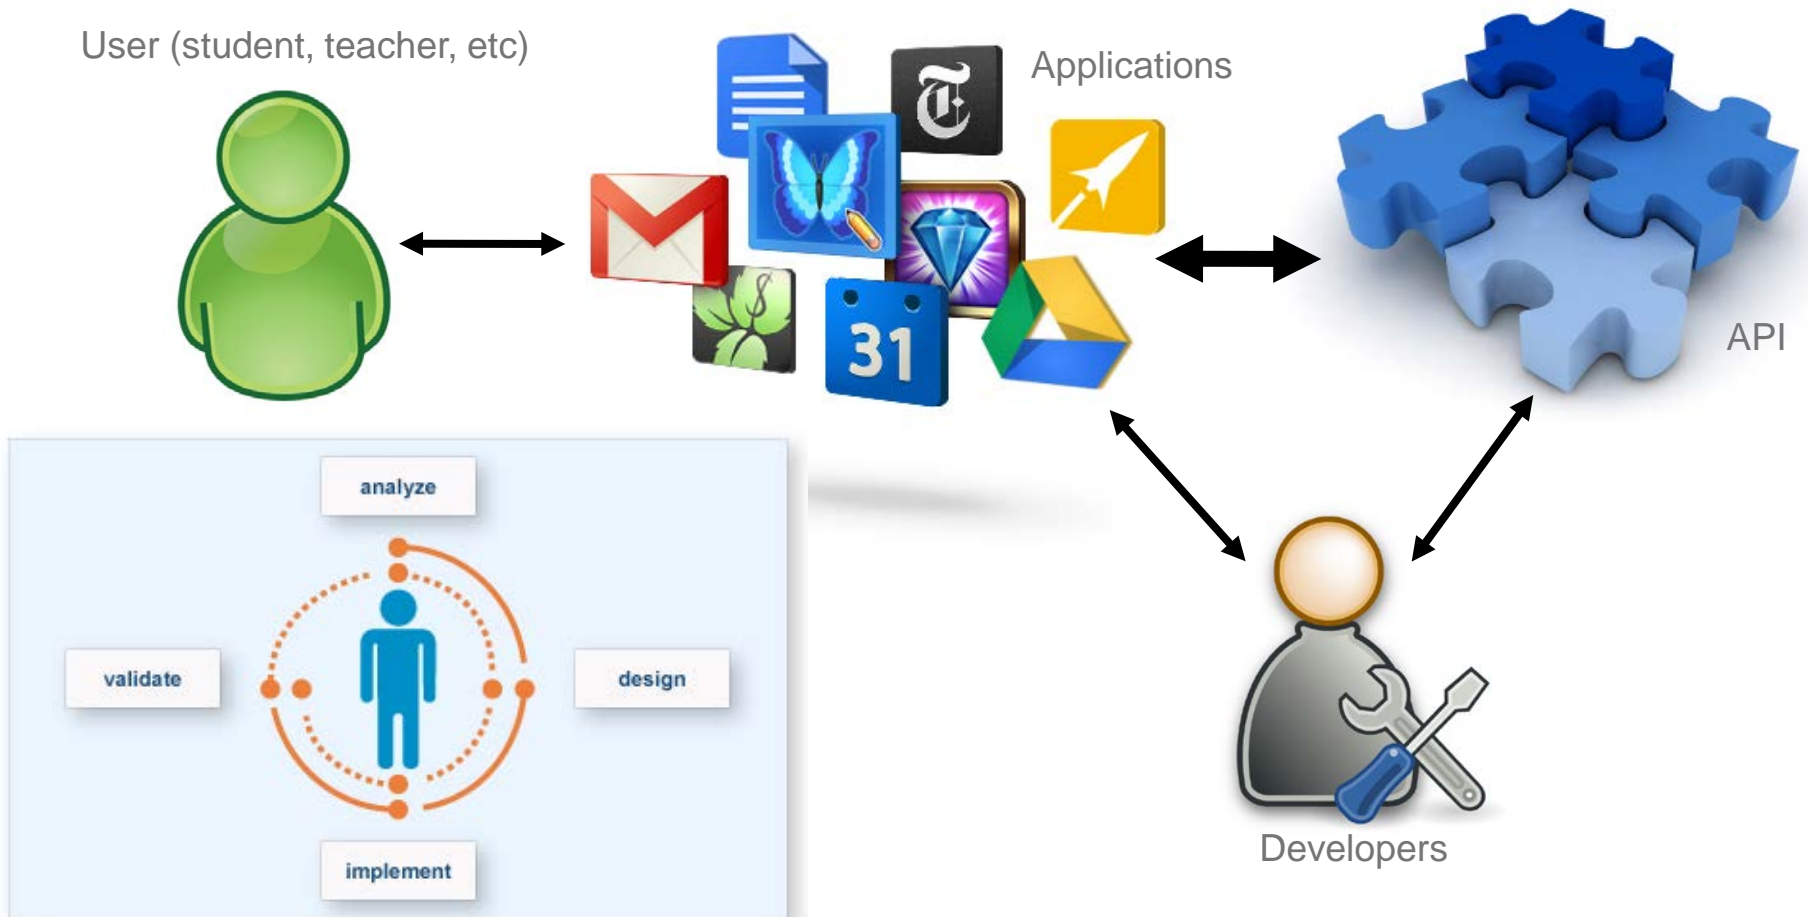 User (student, teacher, etc)
Applications
T
31
API
analyze
validate
design
implement
Developers